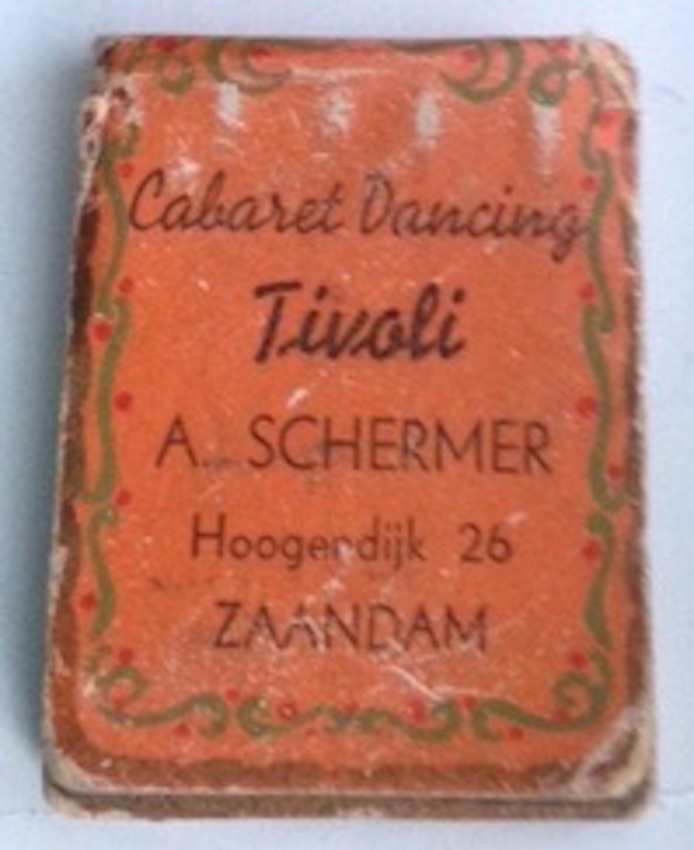 Cabaret Dancing
Tivoli
A. SCHERMER
Hoogendijk 26
ZAANDAM